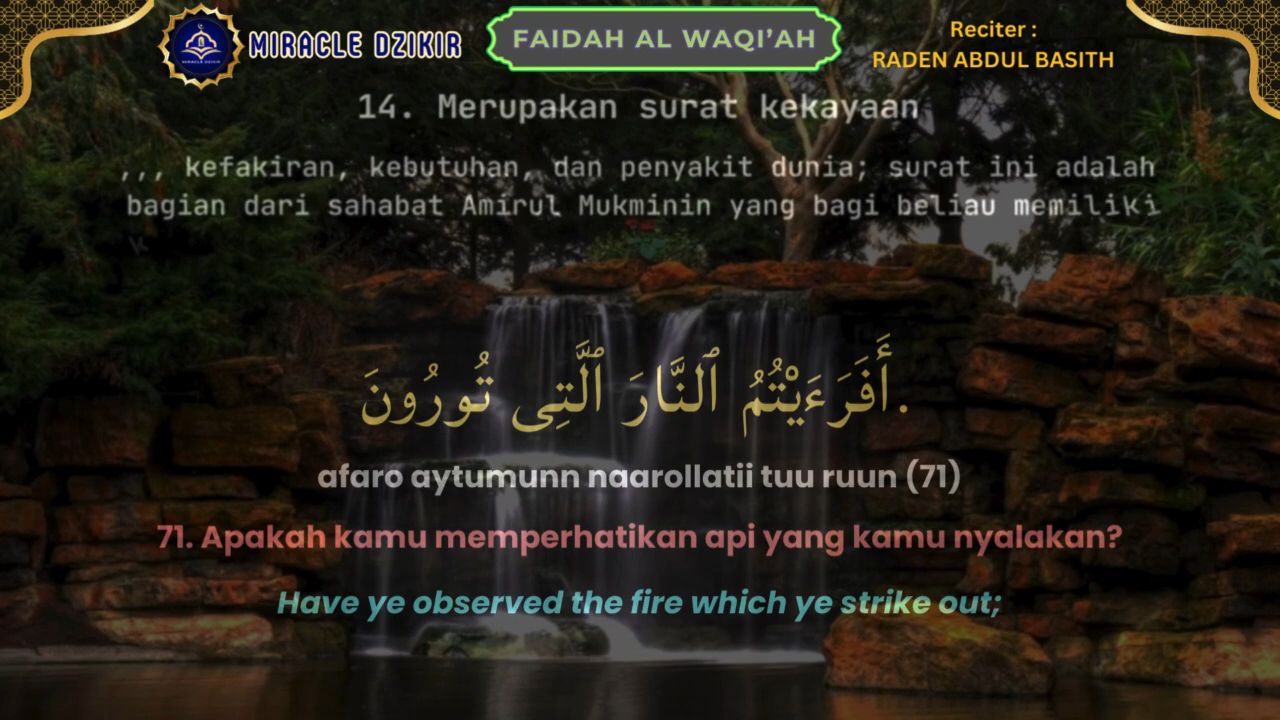 MIRACLE DZIKIR
FAIDAH AL WAQI’AH
Reciter :
RADEN ABDUL BASITH
14. Merupakan surat kekayaan
,,, kefakiran, kebutuhan, dan penyakit dunia; surat ini adalah
bagian dari sahabat Amirul Mukminin yang bagi beliau memiliki
أَفَرَءَيْتُمُ ٱلنَّارَ ٱلَّتِى تُورُونَ.
afaro aytumunn naarollatii tuu ruun (71)
71. Apakah kamu memperhatikan api yang kamu nyalakan?
Have ye observed the fire which ye strike out;